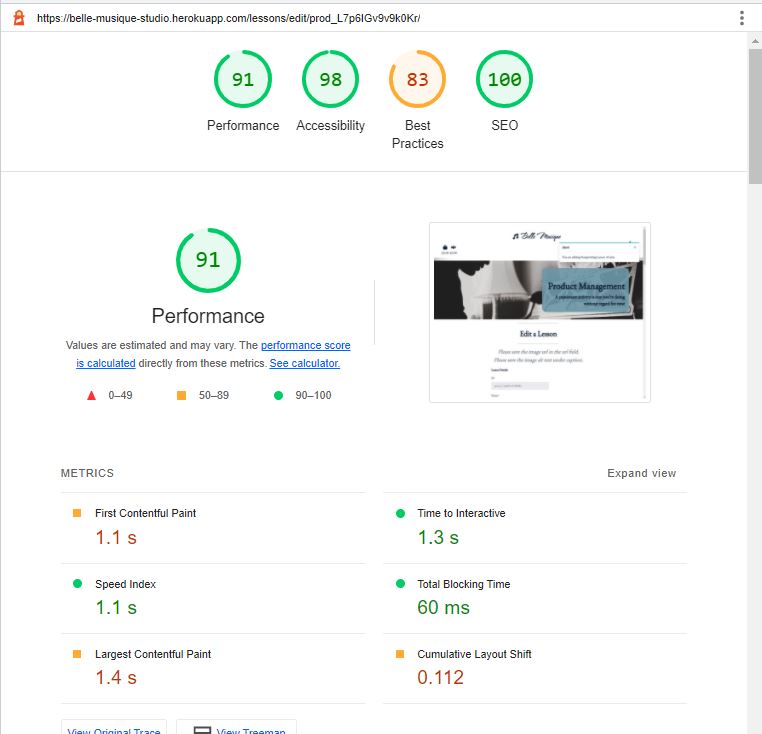 https://belle-musique-studio.herokuapp.com/lessons/edit/prod_L7p6IGv9v9k0Kr/
91
98
83
100
Performance
Accessibility
Best
Practices
SEO
91
Performance
Values are estimated and may vary. The performance score
is calculated directly from these metrics. See calculator.
0–49
50–89
90–100
Belle Musique
Product Management
Edit a Lesson
METRICS
Expand view
First Contentful Paint
1.1 s
Time to Interactive
1.3 s
Speed Index
1.1 s
Total Blocking Time
60 ms
Largest Contentful Paint
1.4 s
Cumulative Layout Shift
0.112
View Original Trace
View Treemap